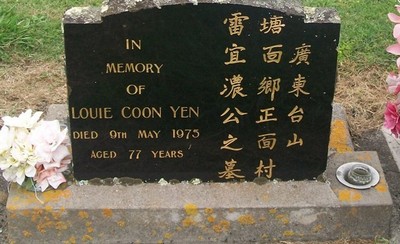 IN
MEMORY
OF
LOUIE COON YEN
DIED 9TH MAY 1975
AGED 77 YEARS
廣東台山
塘面鄉正面村
雷宜濃公之墓